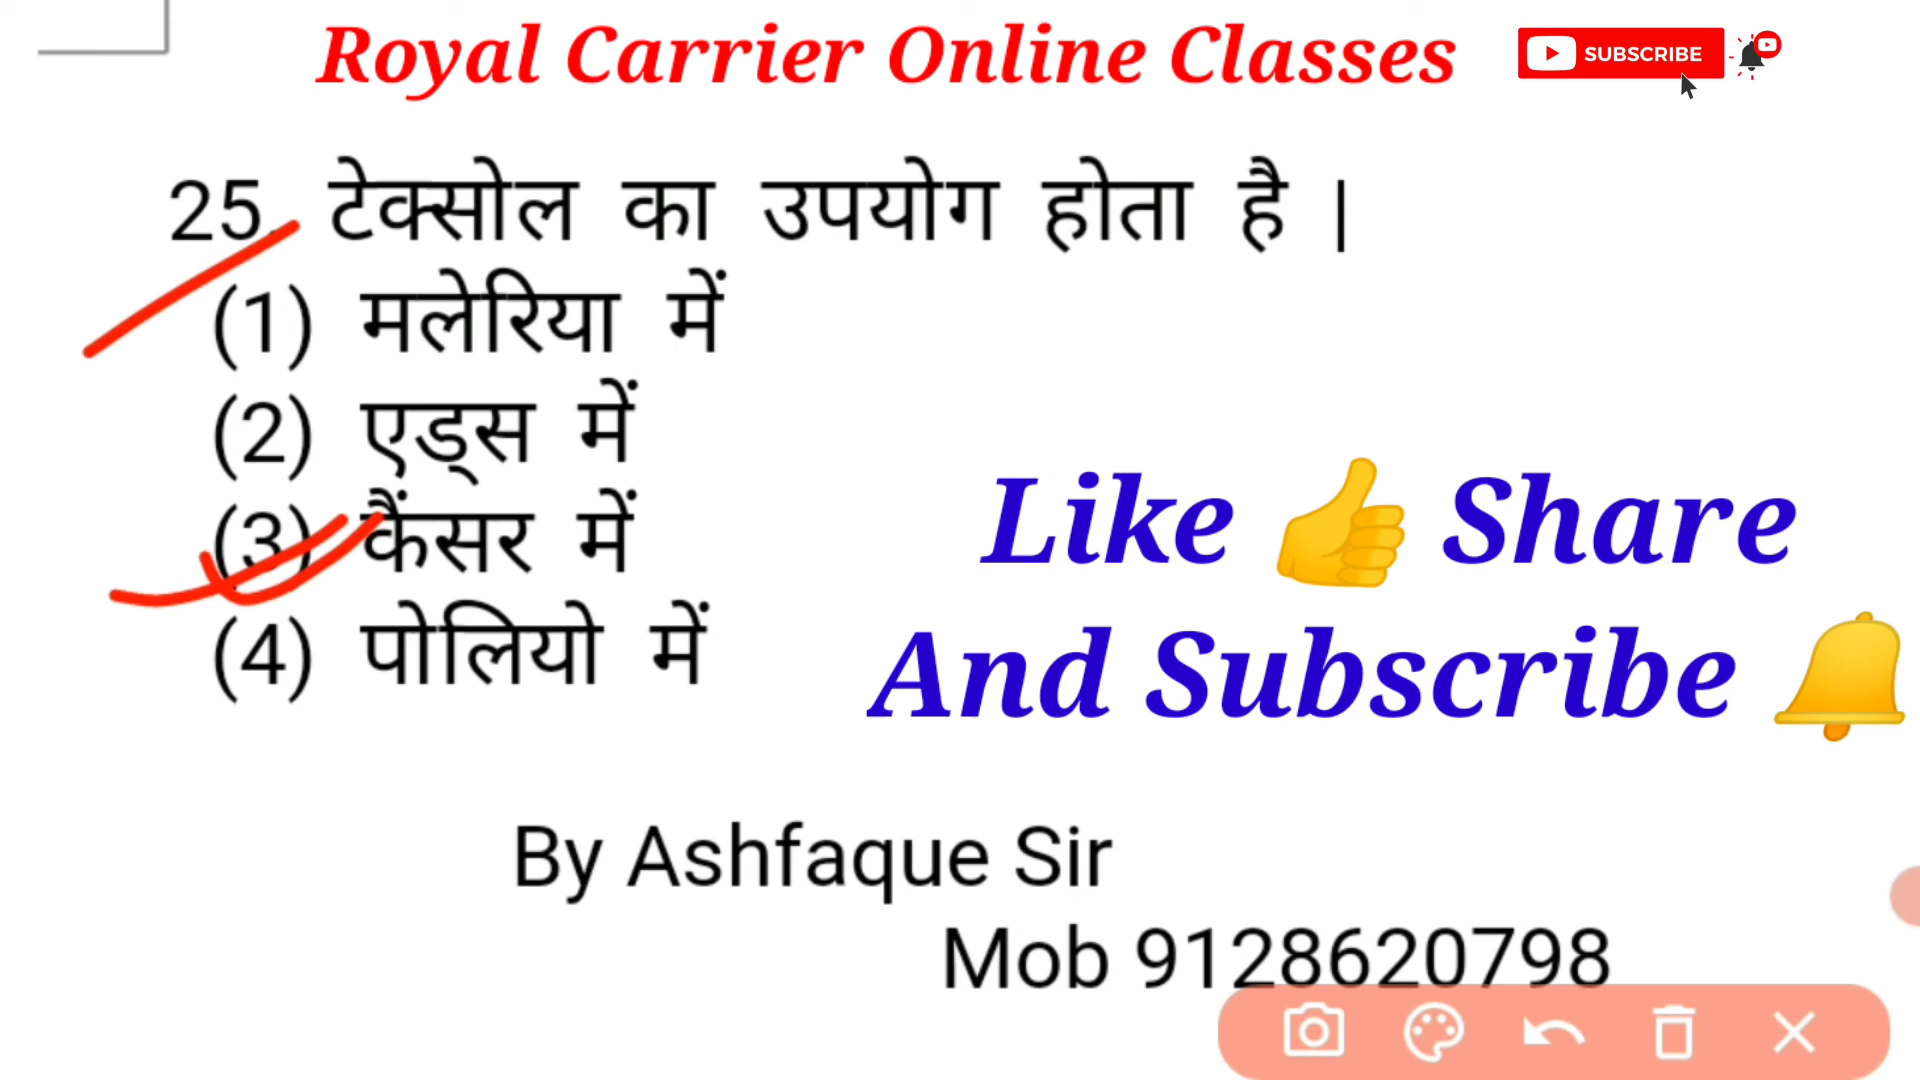 Royal Carrier Online Classes
SUBSCRIBE
25. टेक्सोल का उपयोग होता है |
(1) मलेरिया में
(2) एड्स में
(3) कैंसर में
(4) पोलियो में
Like 👍 Share
And Subscribe 🔔
By Ashfaque Sir
Mob 9128620798